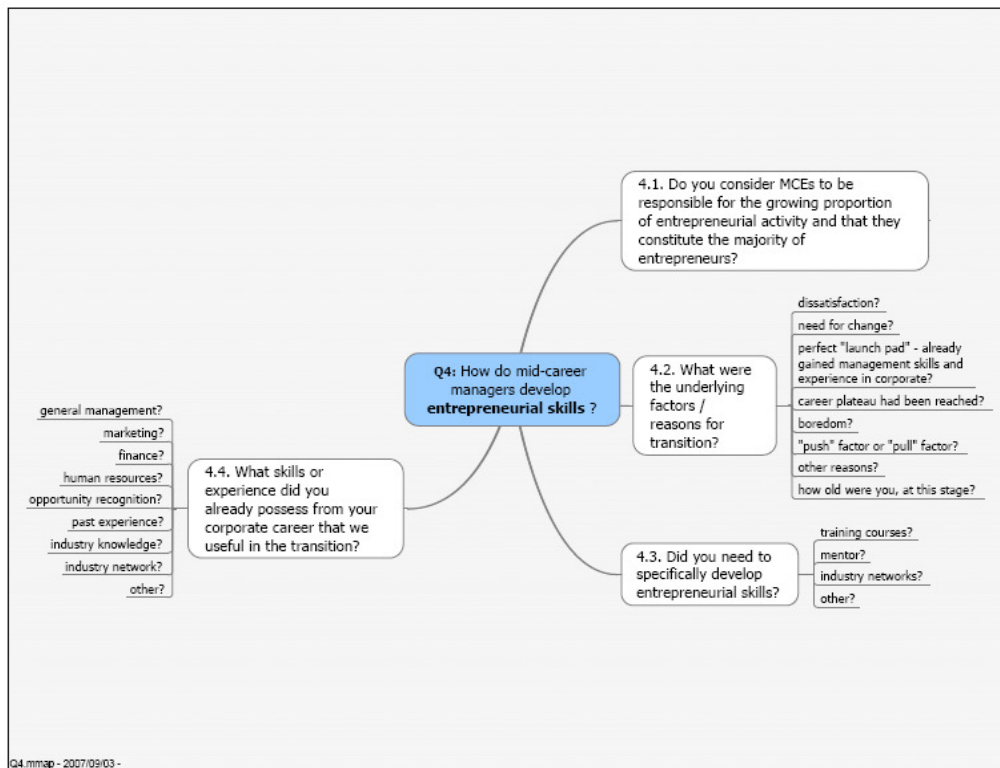 Q4: How do mid-career
managers develop
entrepreneurial skills ?
4.1. Do you consider MCEs to be
responsible for the growing proportion
of entrepreneurial activity and that they
constitute the majority of
entrepreneurs?
4.2. What were
the underlying
factors /
reasons for
transition?
dissatisfaction?
need for change?
perfect "launch pad" - already
gained management skills and
experience in corporate?
career plateau had been reached?
boredom?
"push" factor or "pull" factor?
other reasons?
how old were you, at this stage?
4.3. Did you need to
specifically develop
entrepreneurial skills?
training courses?
mentor?
industry networks?
other?
4.4. What skills or
experience did you
already possess from your
corporate career that we
useful in the transition?
general management?
marketing?
finance?
human resources?
opportunity recognition?
past experience?
industry knowledge?
industry network?
other?
Q4.mmap - 2007/09/03 -